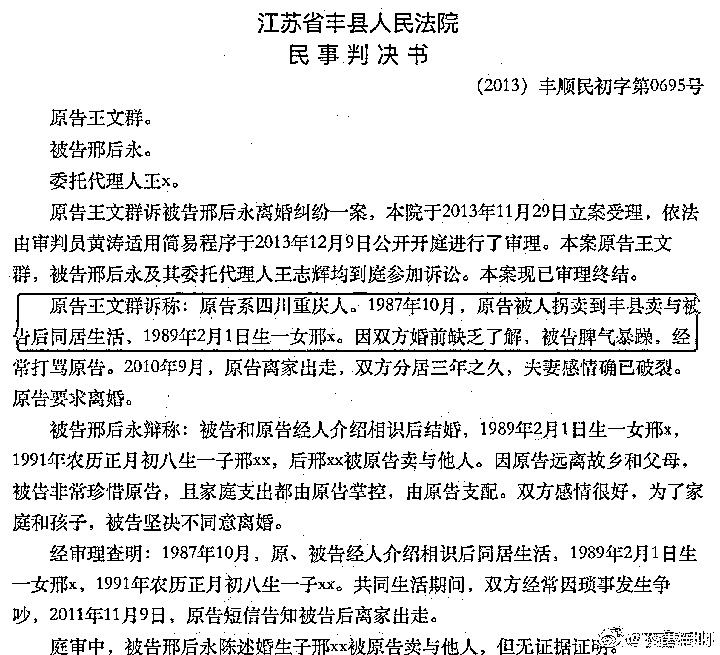 江苏省丰县人民法院
民事判决书
（2013）丰顺民初字第0695号
原告王文群。
被告邢后永。
委托代理人王x。
原告王文群诉被告邢后永离婚纠纷一案，本院于2013年11月29日立案受理，依法
由审判员黄涛适用简易程序于2013年12月9日公开开庭进行了审理。本案原告王文
群，被告邢后永及其委托代理人王志辉均到庭参加诉讼。本案现已审理终结。
原告王文群诉称：原告系四川重庆人。1987年10月，原告被人拐卖到丰县卖与被
告后同居生活，1989年2月1日生一女邢x。因双方婚前缺乏了解，被告脾气暴躁，经
常打骂原告。2010年9月，原告离家出走，双方分居三年之久，夫妻感情确已破裂。
原告要求离婚。
被告邢后永辩称：被告和原告经人介绍相识后结婚，1989年2月1日生一女邢x，
1991年农历正月初八生一子邢xx，后邢xx被原告卖与他人。因原告远离故乡和父母，
被告非常珍惜原告，且家庭支出都由原告掌控，由原告支配。双方感情很好，为了家
庭和孩子，被告坚决不同意离婚。
经审理查明：1987年10月，原、被告经人介绍相识后同居生活，1989年2月1日生
一女邢x，1991年农历正月初八生一子xx。共同生活期间，双方经常因琐事发生争
吵，2011年11月9日，原告短信告知被告后离家出走。
庭审中，被告邢后永陈述婚生子邢xx被原告卖与他人，但无证据证明。